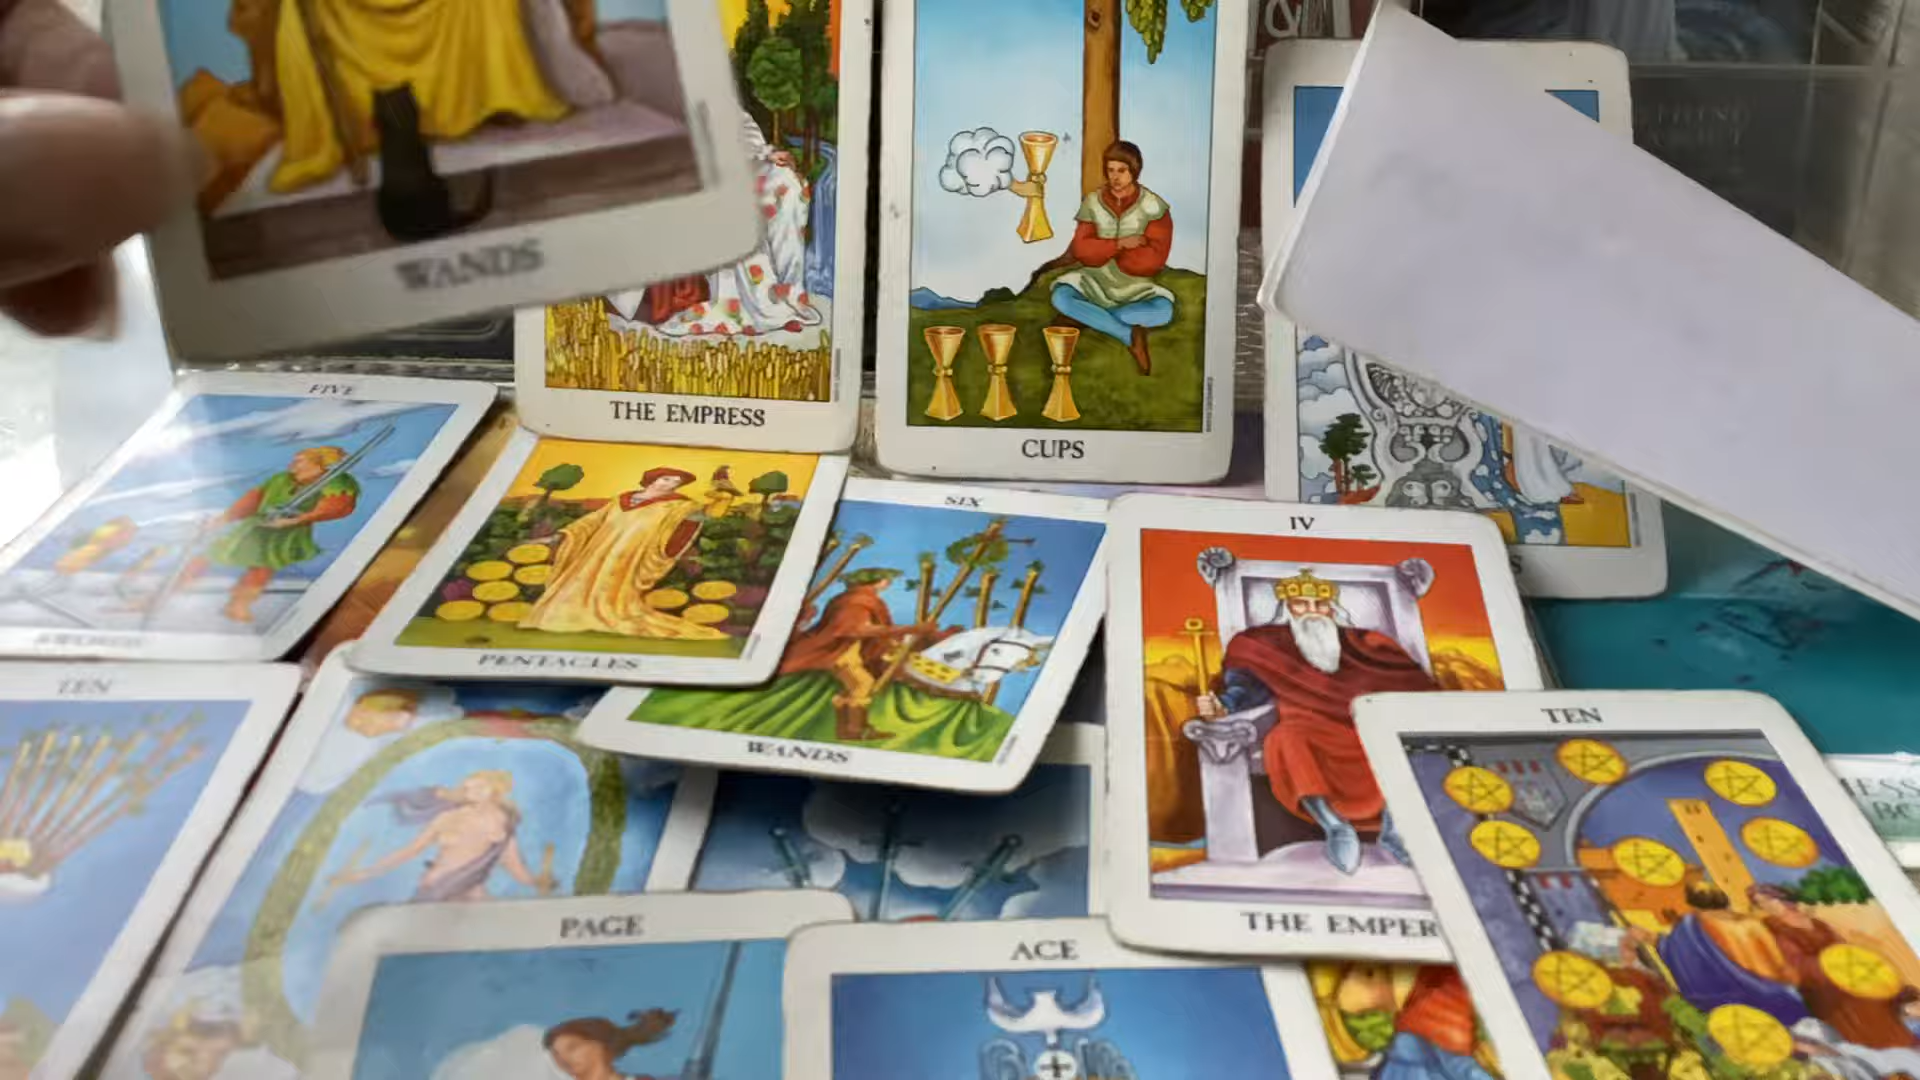 WANDS
THE EMPRESS
CUPS
FIVE
PENTACLES
SIX
WANDS
IV
THE EMPER
TEN
TEN
PAGE
ACE